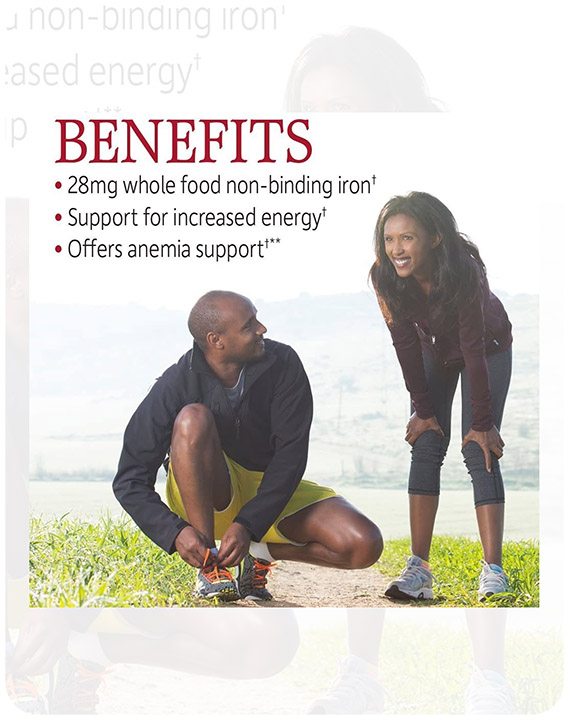 non-binding iron†
eased energy†
BENEFITS
• 28mg whole food non-binding iron†
• Support for increased energy†
• Offers anemia support†**